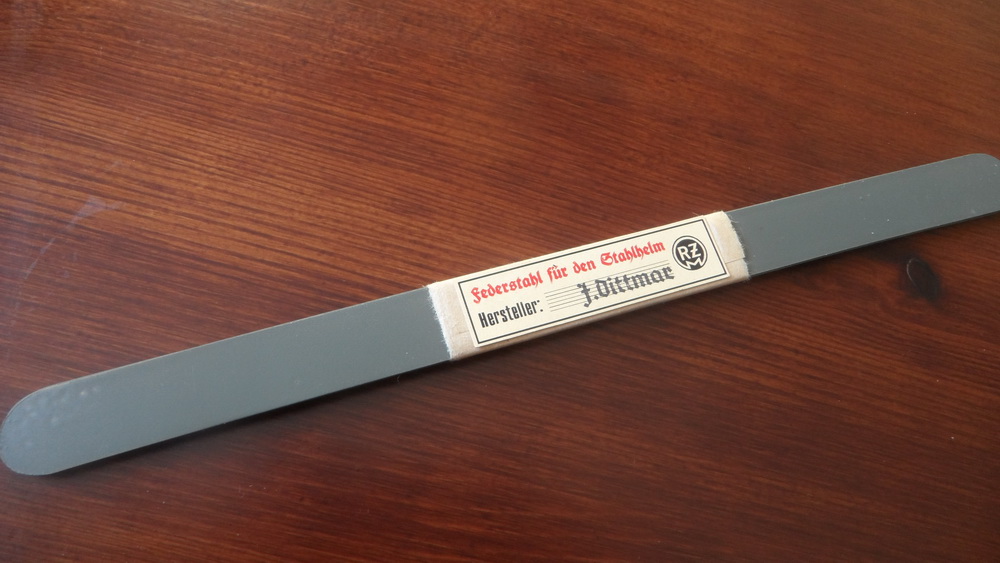 Federstahl für den Stahlhelm
Hersteller: J. Dittmar
RZM